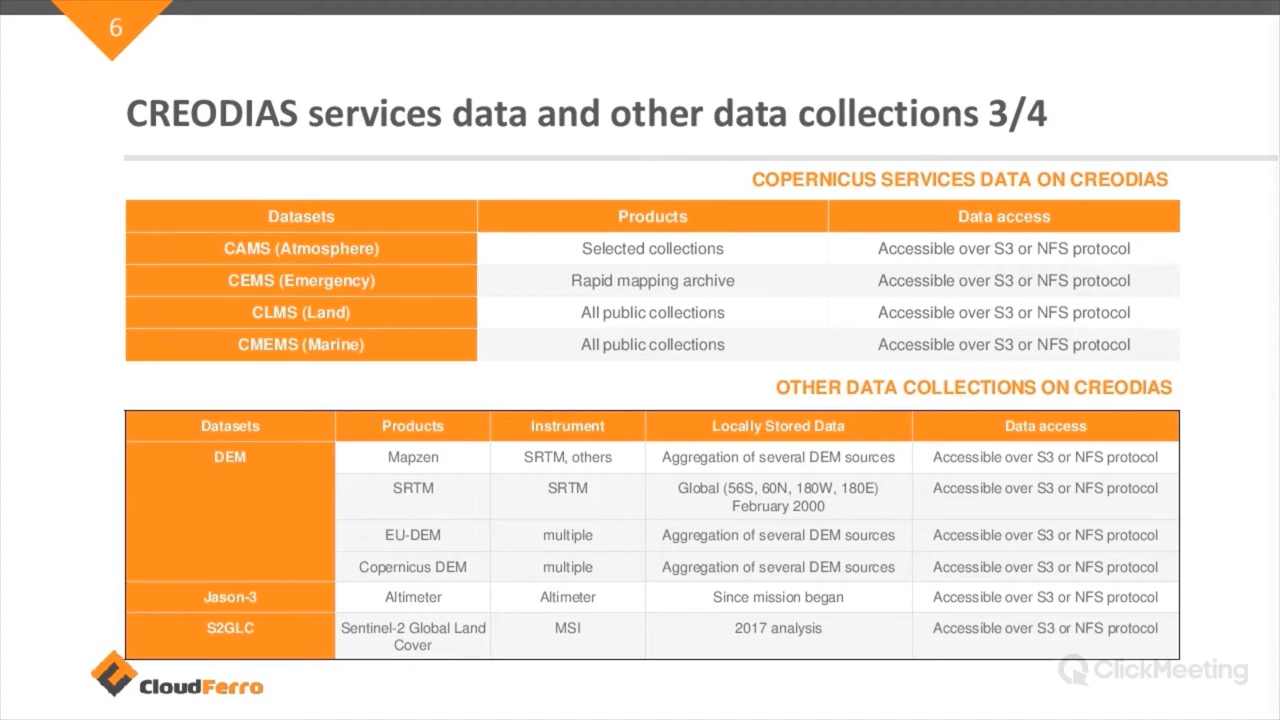 6
CREODIAS services data and other data collections 3/4
COPERNICUS SERVICES DATA ON CREODIAS
Datasets Products Data access
CAMS (Atmosphere) Selected collections Accessible over S3 or NFS protocol
CEMS (Emergency) Rapid mapping archive Accessible over S3 or NFS protocol
CLMS (Land) All public collections Accessible over S3 or NFS protocol
CMEMS (Marine) All public collections Accessible over S3 or NFS protocol
OTHER DATA COLLECTIONS ON CREODIAS
Datasets Products Instrument Locally Stored Data Data access
DEM Mapzen SRTM, others Aggregation of several DEM sources Accessible over S3 or NFS protocol
SRTM SRTM Global (56S, 60N, 180W, 180E) Accessible over S3 or NFS protocol
February 2000
EU-DEM multiple Aggregation of several DEM sources Accessible over S3 or NFS protocol
Copernicus DEM multiple Aggregation of several DEM sources Accessible over S3 or NFS protocol
Jason-3 Altimeter Altimeter Since mission began Accessible over S3 or NFS protocol
S2GLC Sentinel-2 Global Land MSI 2017 analysis Accessible over S3 or NFS protocol
Cover
CloudFerro
ClickMeeting